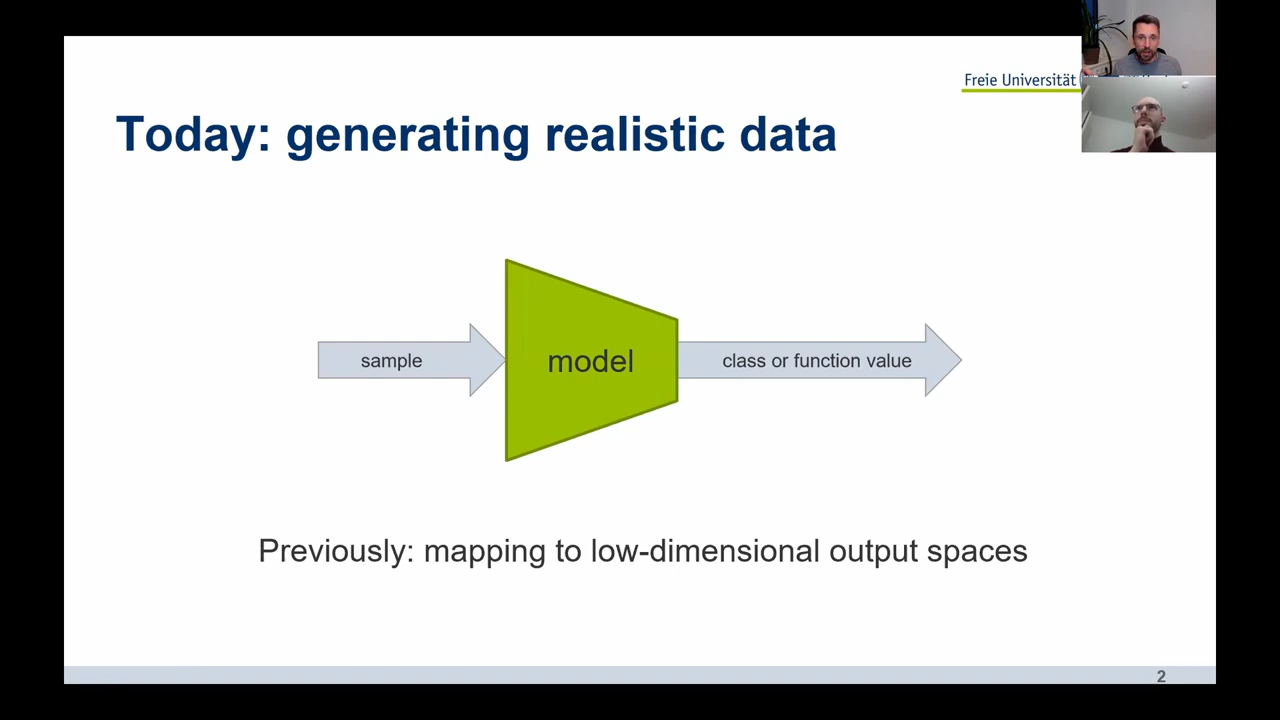 Freie Universität
Today: generating realistic data
sample
model
class or function value
Previously: mapping to low-dimensional output spaces
2